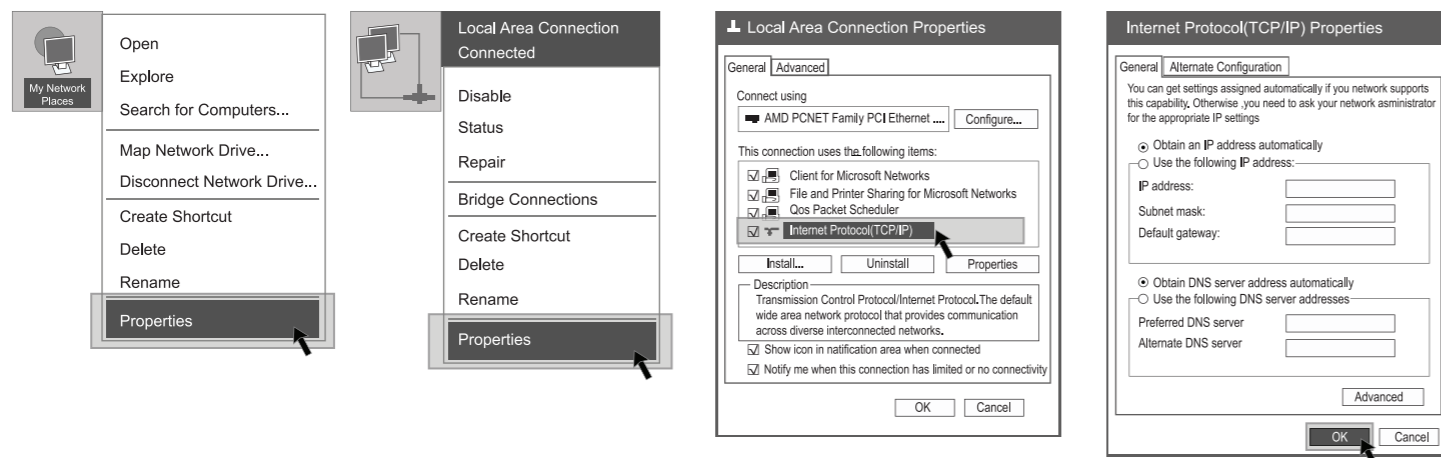 My Network
Places
Open
Explore
Search for Computers...
Map Network Drive...
Disconnect Network Drive...
Create Shortcut
Delete
Rename
Properties
Local Area Connection
Connected
Disable
Status
Repair
Bridge Connections
Create Shortcut
Delete
Rename
Properties
Local Area Connection Properties
General Advanced
Connect using
AMD PCNET Family PCI Ethernet .... Configure...
This connection uses the following items:
Client for Microsoft Networks
File and Printer Sharing for Microsoft Networks
Qos Packet Scheduler
Internet Protocol(TCP/IP)
Install... Uninstall Properties
Description
Transmission Control Protocol/Internet Protocol.The default
wide area network protocol that provides communication
across diverse interconnected networks.
Show icon in natification area when connected
Notify me when this connection has limited or no connectivity
OK Cancel
Internet Protocol(TCP/IP) Properties
General Alternate Configuration
You can get settings assigned automatically if you network supports
this capability. Otherwise ,you need to ask your network asministrator
for the appropriate IP settings
Obtain an IP address automatically
Use the following IP address:
IP address:
Subnet mask:
Default gateway:
Obtain DNS server address automatically
Use the following DNS server addresses
Preferred DNS server
Alternate DNS server
Advanced
OK Cancel